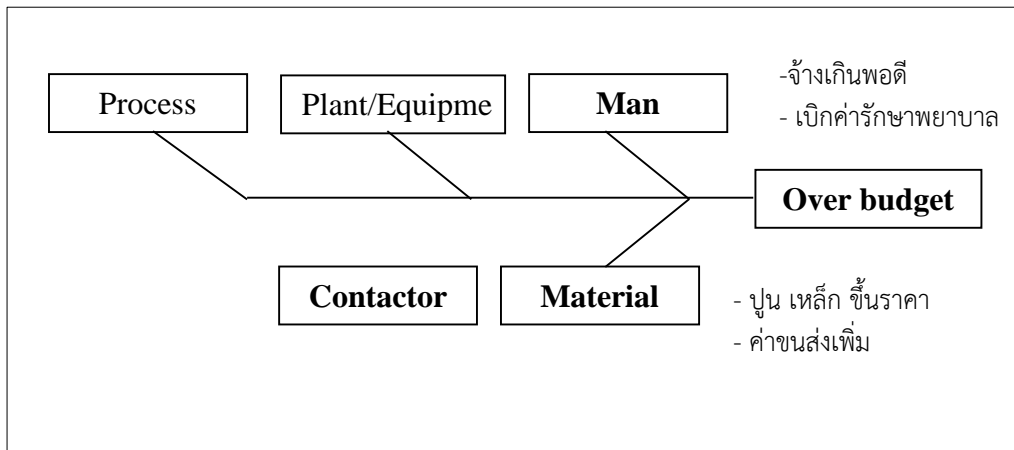 Process
Plant/Equipme
Man
-จ้างเกินพอดี
- เบิกค่ารักษาพยาบาล
Over budget
Contactor
Material
- ปูน เหล็ก ขึ้นราคา
- ค่าขนส่งเพิ่ม